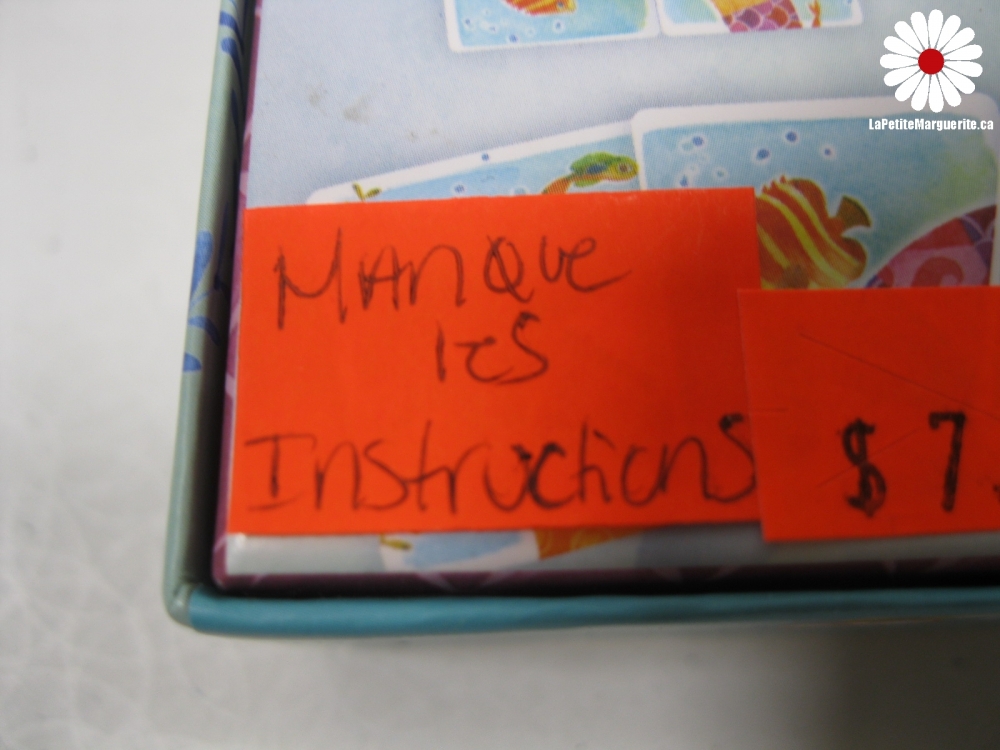 LaPetiteMarguerite.ca
Manque
les
Instructions
$ 7